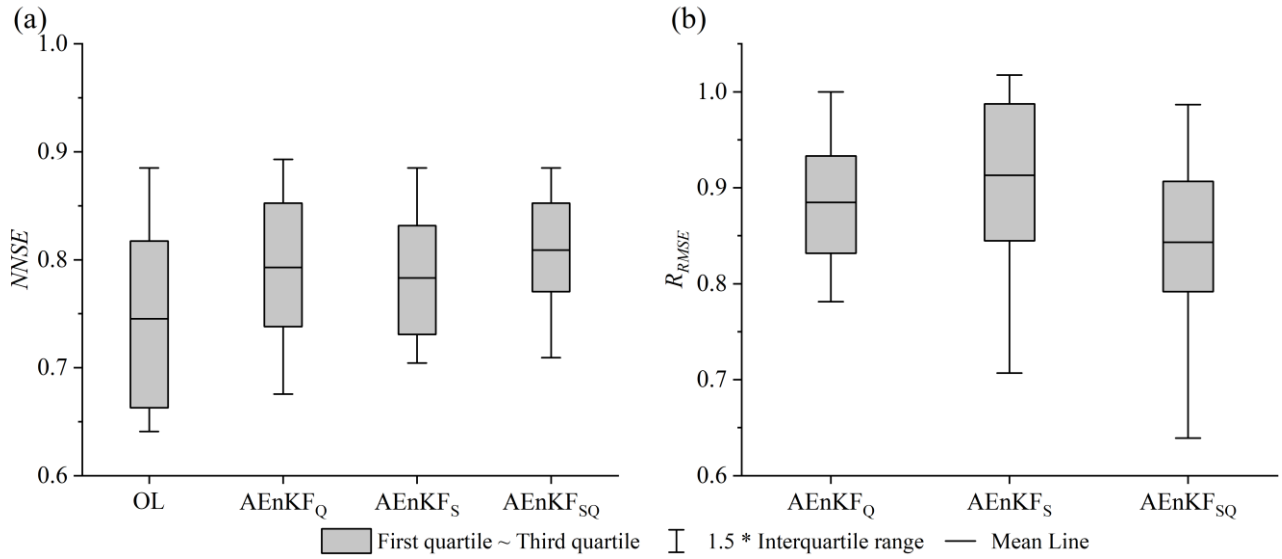 (a)
1.0
0.9
0.8
0.7
0.6
NNSE
OL AEnKF_Q AEnKF_S AEnKF_SQ
(b)
1.0
0.9
0.8
0.7
0.6
R_RMSE
AEnKF_Q AEnKF_S AEnKF_SQ
First quartile ~ Third quartile 1.5 * Interquartile range Mean Line